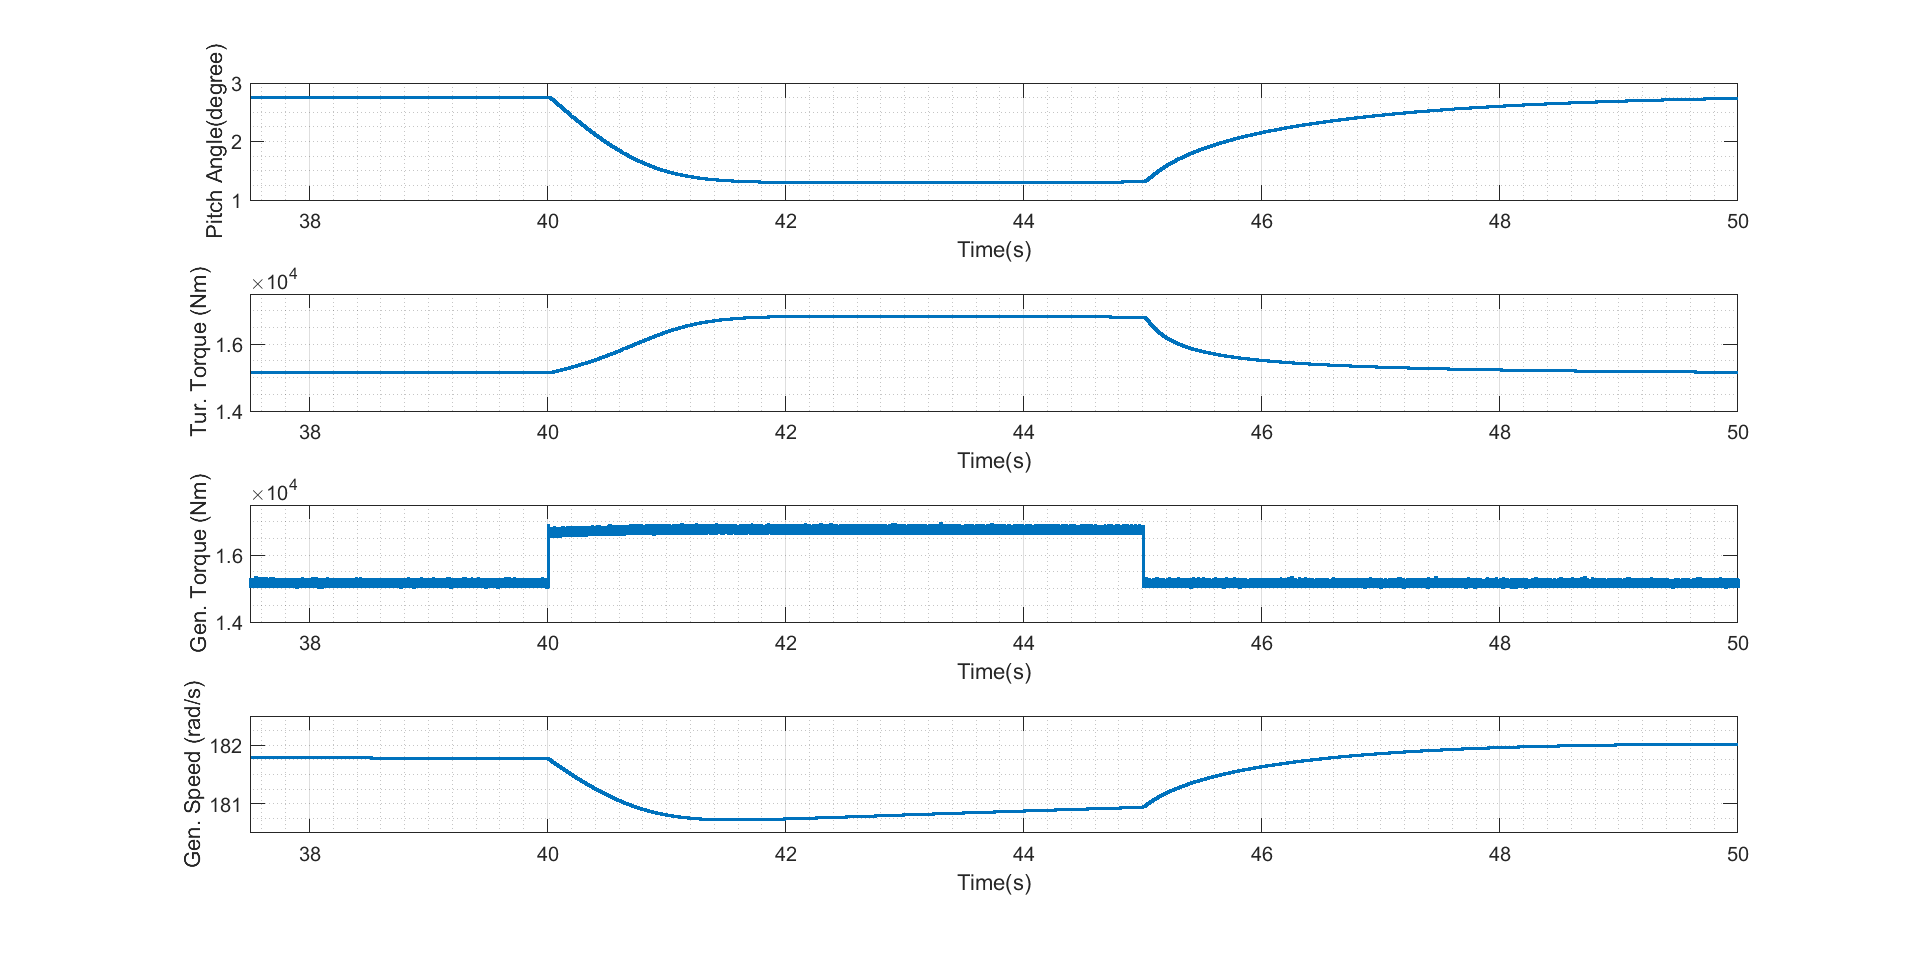 Pitch Angle(degree)
3
2
1
38 40 42 44 46 48 50
Time(s)
Tur. Torque (Nm)
×10^4
1.6
1.4
38 40 42 44 46 48 50
Time(s)
Gen. Torque (Nm)
×10^4
1.6
1.4
38 40 42 44 46 48 50
Time(s)
Gen. Speed (rad/s)
182
181
38 40 42 44 46 48 50
Time(s)